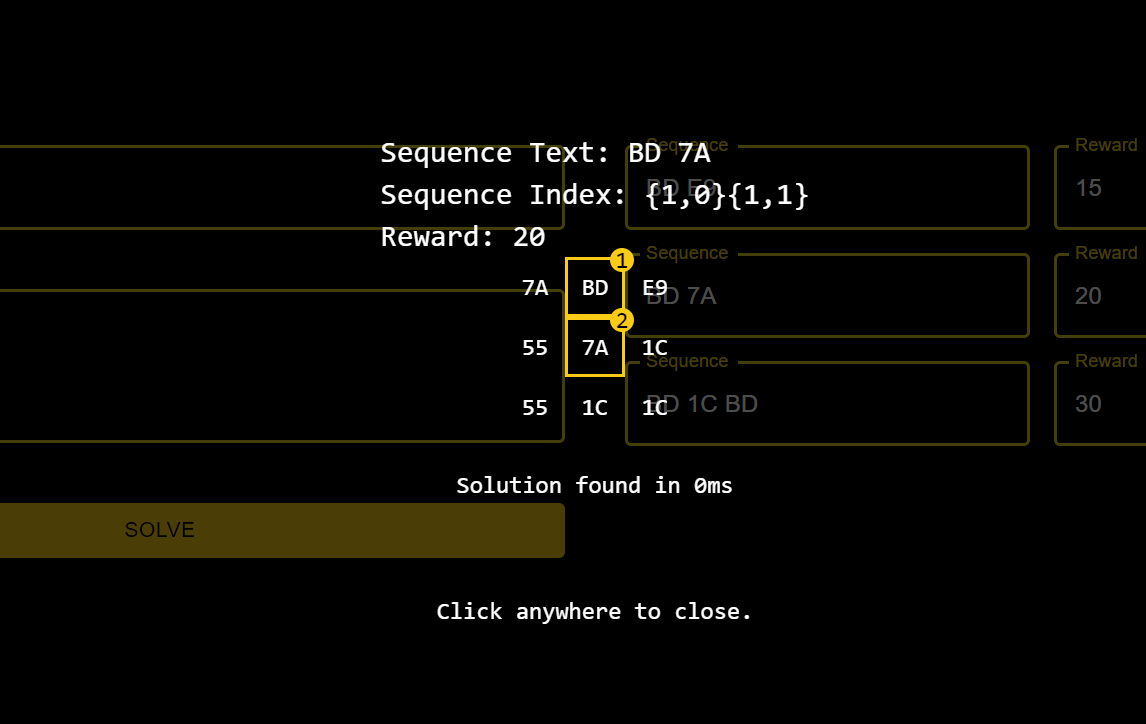 Sequence Text: BD 7A
Sequence Index: {1,0}{1,1}
Reward: 20
Sequence
BD E9
Reward
15
1
7A BD E9
Sequence
BD 7A
Reward
20
2
55 7A 1C
Sequence
BD 1C BD
Reward
30
55 1C 1C
Solution found in 0ms
SOLVE
Click anywhere to close.